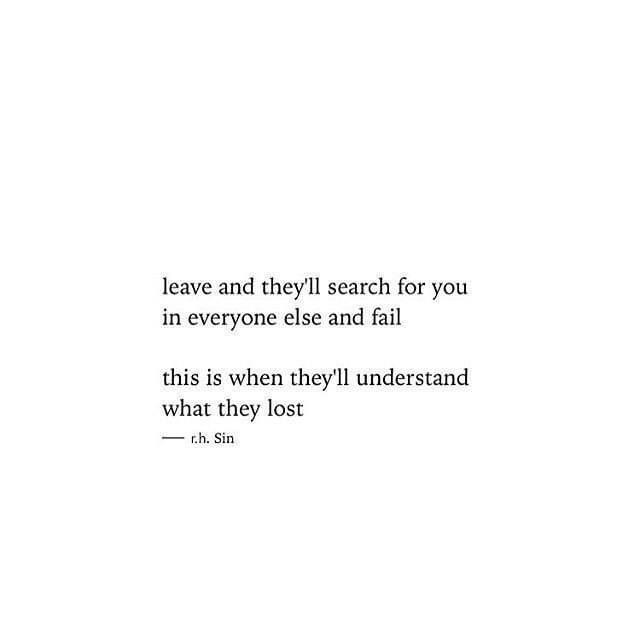 leave and they'll search for you
in everyone else and fail
this is when they'll understand
what they lost
— r.h. Sin